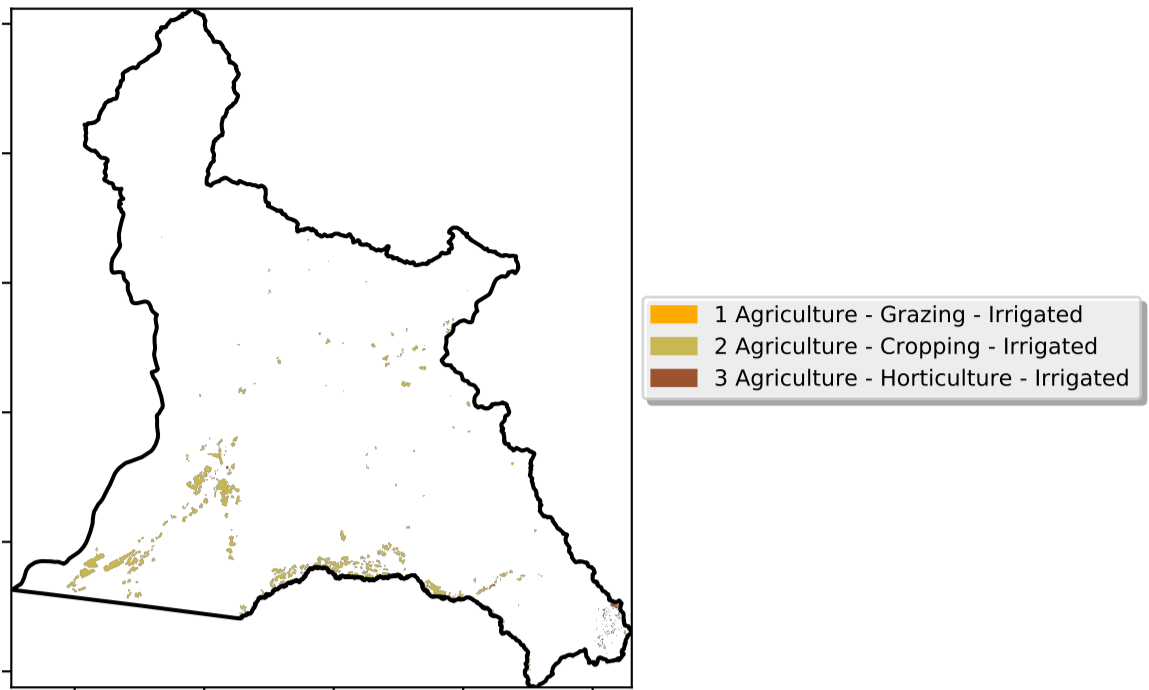 1 Agriculture - Grazing - Irrigated
2 Agriculture - Cropping - Irrigated
3 Agriculture - Horticulture - Irrigated